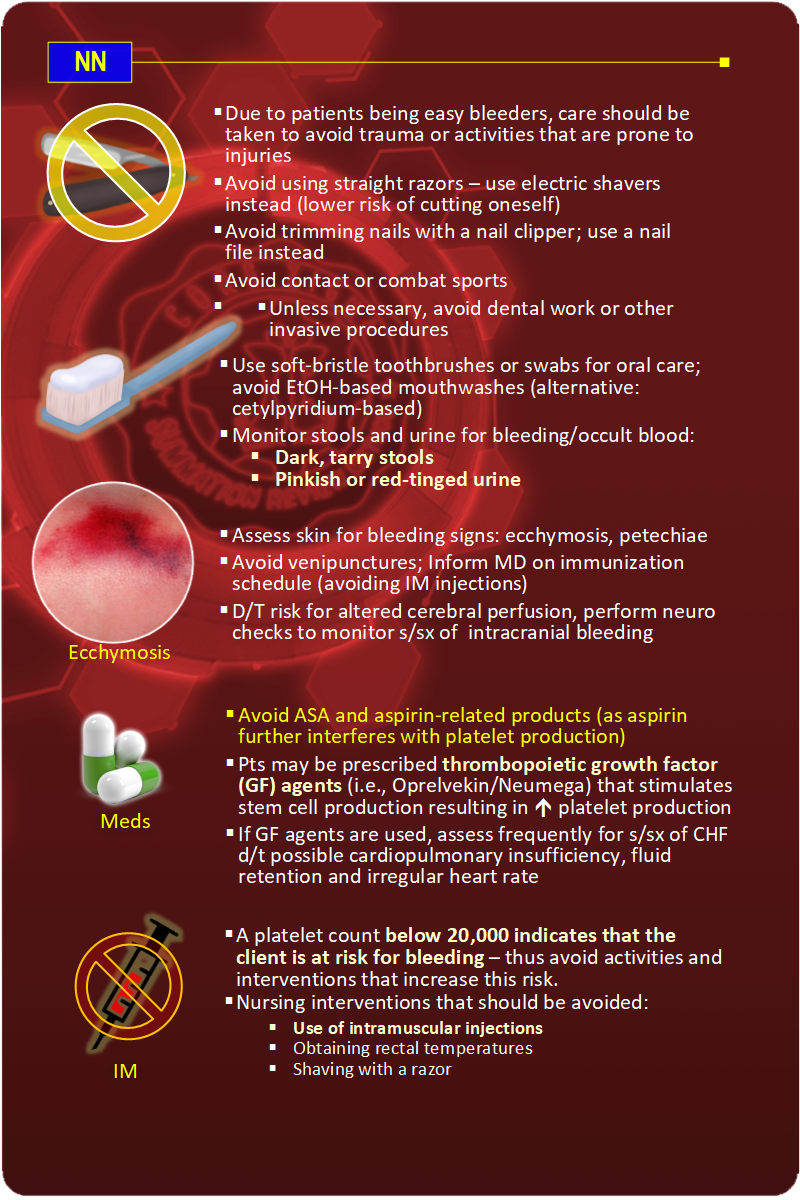 NN
▪Due to patients being easy bleeders, care should be
taken to avoid trauma or activities that are prone to
injuries
▪Avoid using straight razors – use electric shavers
instead (lower risk of cutting oneself)
▪Avoid trimming nails with a nail clipper; use a nail
file instead
▪Avoid contact or combat sports
▪ ▪Unless necessary, avoid dental work or other
invasive procedures
▪Use soft-bristle toothbrushes or swabs for oral care;
avoid EtOH-based mouthwashes (alternative:
cetylpyridium-based)
▪Monitor stools and urine for bleeding/occult blood:
▪ Dark, tarry stools
▪ Pinkish or red-tinged urine
▪Assess skin for bleeding signs: ecchymosis, petechiae
▪Avoid venipunctures; Inform MD on immunization
schedule (avoiding IM injections)
▪D/T risk for altered cerebral perfusion, perform neuro
checks to monitor s/sx of intracranial bleeding
Ecchymosis
▪Avoid ASA and aspirin-related products (as aspirin
further interferes with platelet production)
▪Pts may be prescribed thrombopoietic growth factor
(GF) agents (i.e., Oprelvekin/Neumega) that stimulates
stem cell production resulting in ↑ platelet production
Meds
▪If GF agents are used, assess frequently for s/sx of CHF
d/t possible cardiopulmonary insufficiency, fluid
retention and irregular heart rate
▪A platelet count below 20,000 indicates that the
client is at risk for bleeding – thus avoid activities and
interventions that increase this risk.
▪Nursing interventions that should be avoided:
▪ Use of intramuscular injections
▪ Obtaining rectal temperatures
▪ Shaving with a razor
IM